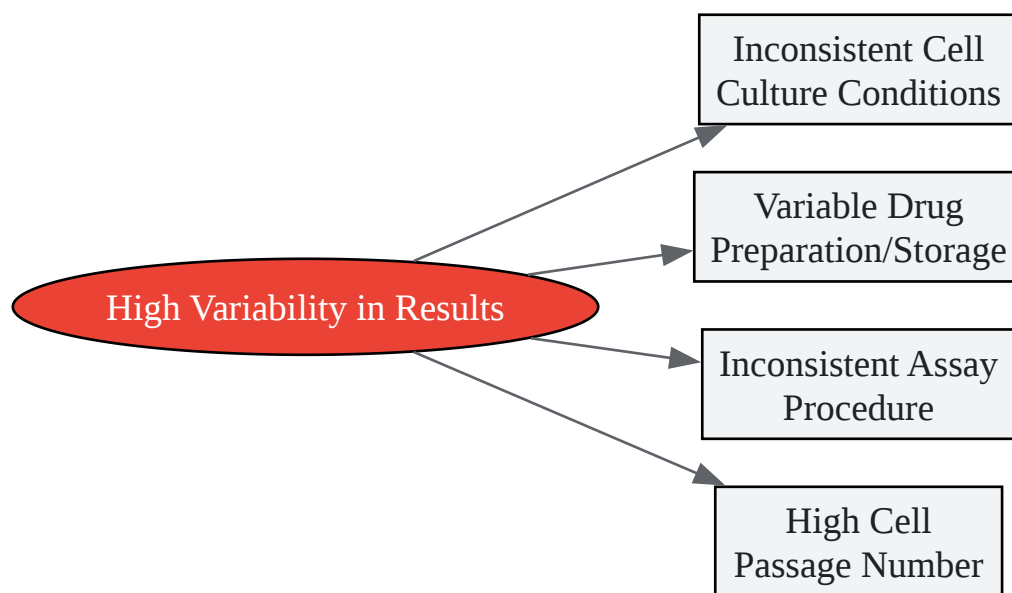 Inconsistent Cell
Culture Conditions
Variable Drug
Preparation/Storage
High Variability in Results
Inconsistent Assay
Procedure
High Cell
Passage Number